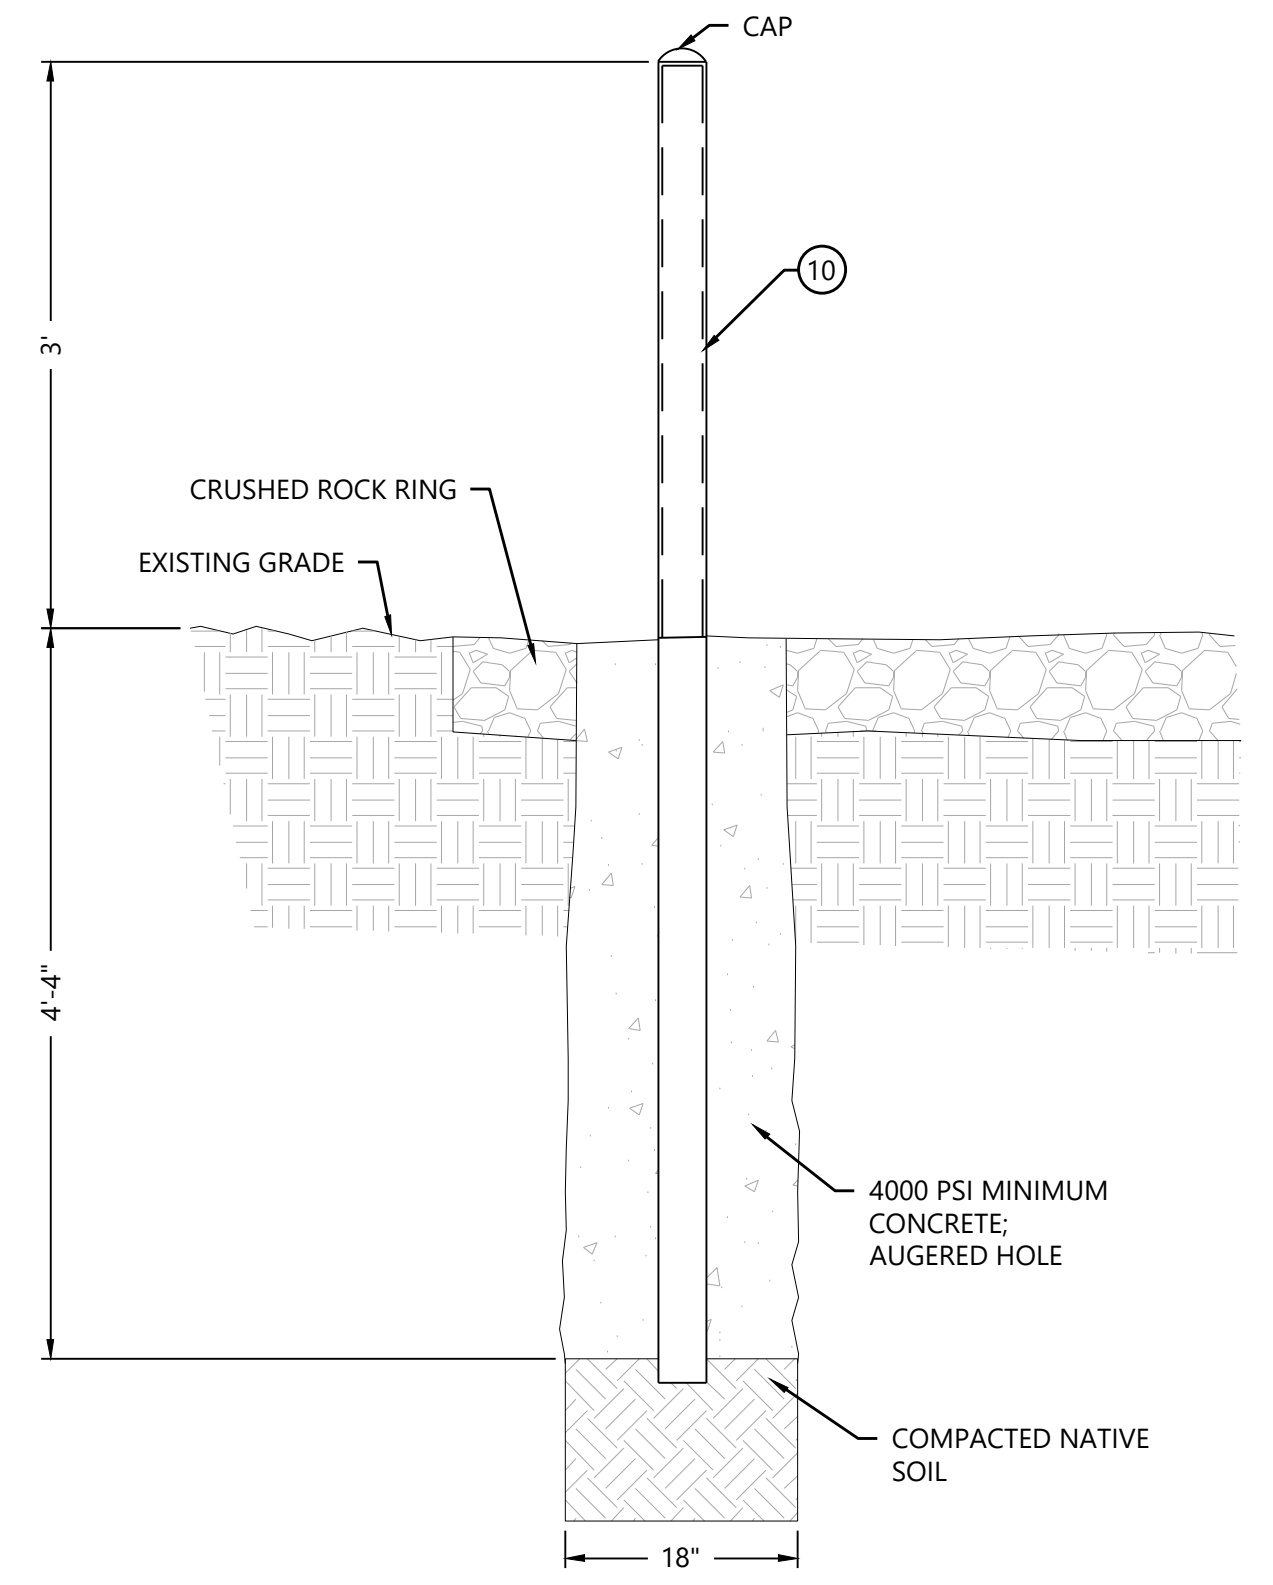 CAP
10
3'
CRUSHED ROCK RING
EXISTING GRADE
4'-4"
4000 PSI MINIMUM
CONCRETE;
AUGERED HOLE
COMPACTED NATIVE
SOIL
18"